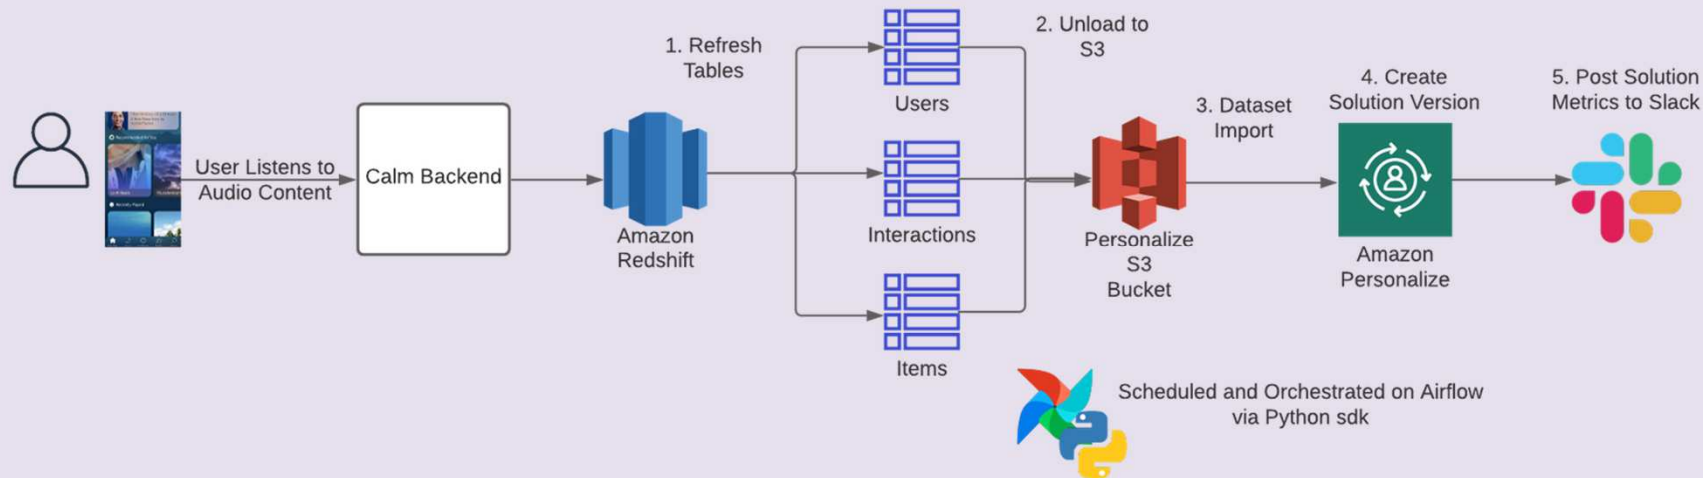 User Listens to
Audio Content
Calm Backend
Amazon
Redshift
1. Refresh
Tables
Users
Interactions
Items
2. Unload to
S3
Personalize
S3
Bucket
3. Dataset
Import
4. Create
Solution Version
Amazon
Personalize
5. Post Solution
Metrics to Slack
Scheduled and Orchestrated on Airflow
via Python sdk